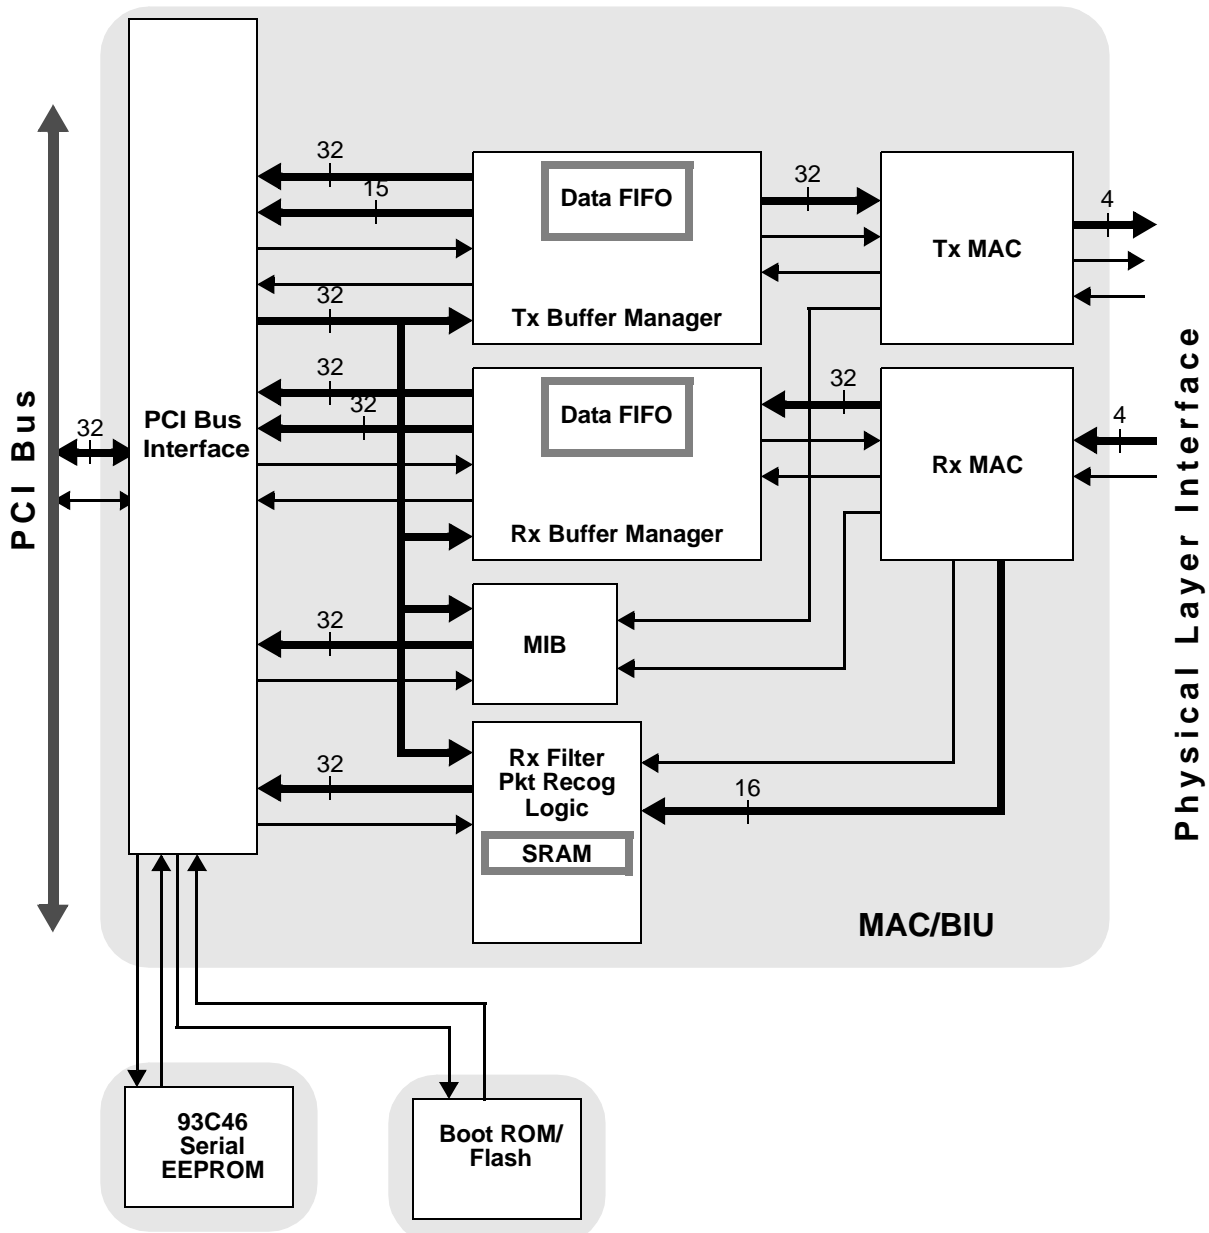 32
Data FIFO
32
15
4
Tx MAC
32
Tx Buffer Manager
32
32
32
Data FIFO
4
PCI Bus
Interface
32
Rx MAC
Rx Buffer Manager
PCI Bus
Physical Layer Interface
32
MIB
32
Rx Filter
Pkt Recog
Logic
16
SRAM
MAC/BIU
93C46
Serial
EEPROM
Boot ROM/
Flash